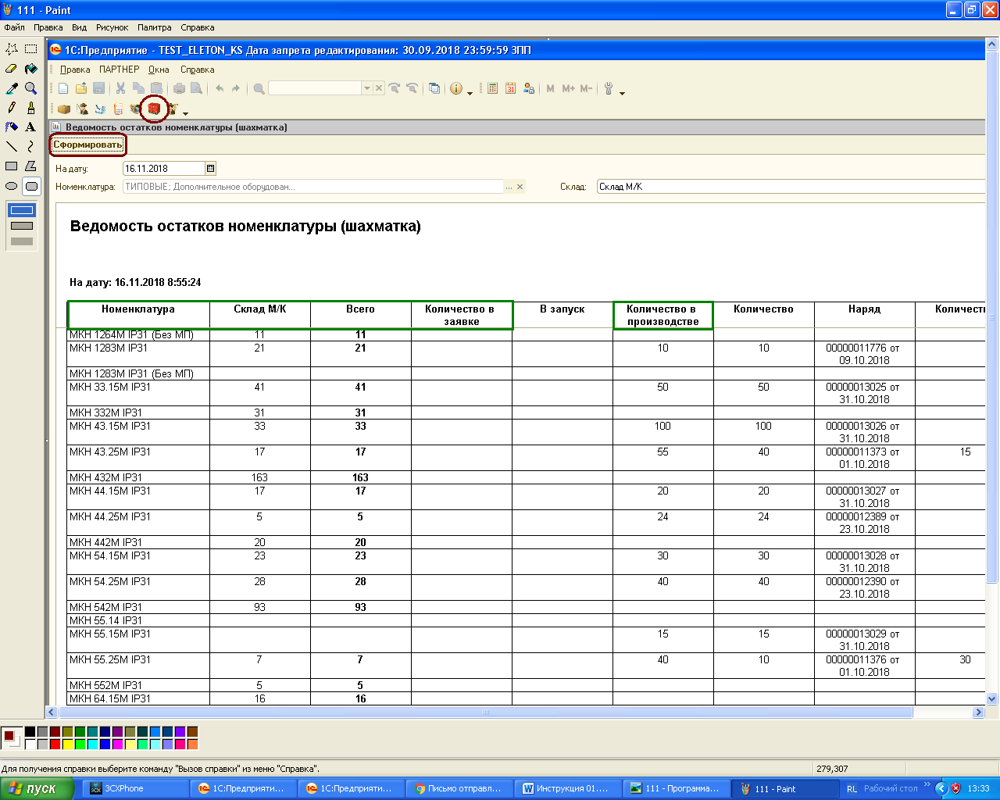 111 - Paint
Файл Правка Вид Рисунок Палитра Справка
1С:Предприятие - TEST_ELETON_KS Дата запрета редактирования: 30.09.2018 23:59:59 ЗПП
Правка ПАРТНЕР Окна Справка
M M+ M-
Ведомость остатков номенклатуры (шахматка)
Сформировать
На дату: 16.11.2018
Номенклатура: ТИПОВЫЕ; Дополнительное оборудован... ... Склад: Склад М/К
Ведомость остатков номенклатуры (шахматка)
На дату: 16.11.2018 8:55:24
Номенклатура Склад М/К Всего Количество в заявке В запуск Количество в производстве Количество Наряд Количест
МКН 1264М IP31 (Без МП) 11 11
МКН 1283М IP31 21 21 10 10 00000011776 от 09.10.2018
МКН 1283М IP31 (Без МП)
МКН 33.15М IP31 41 41 50 50 00000013025 от 31.10.2018
МКН 332М IP31 31 31
МКН 43.15М IP31 33 33 100 100 00000013026 от 31.10.2018
МКН 43.25М IP31 17 17 55 40 00000011373 от 01.10.2018 15
МКН 432М IP31 163 163
МКН 44.15М IP31 17 17 20 20 00000013027 от 31.10.2018
МКН 44.25М IP31 5 5 24 24 00000012389 от 23.10.2018
МКН 442М IP31 20 20
МКН 54.15М IP31 23 23 30 30 00000013028 от 31.10.2018
МКН 54.25М IP31 28 28 40 40 00000012390 от 23.10.2018
МКН 542М IP31 93 93
МКН 55.14 IP31
МКН 55.15М IP31 15 15 00000013029 от 31.10.2018
МКН 55.25М IP31 7 7 40 10 00000011376 от 01.10.2018 30
МКН 552М IP31 5 5
МКН 64.15М IP31 16 16
Для получения справки выберите команду "Вызов справки" из меню "Справка". 279,307
пуск 3CXPhone 1С:Предприяти... 1С:Предприяти... Письмо отправл... Инструкция 01.... 111 - Программа... 111 - Paint RL Рабочий стол 13:33